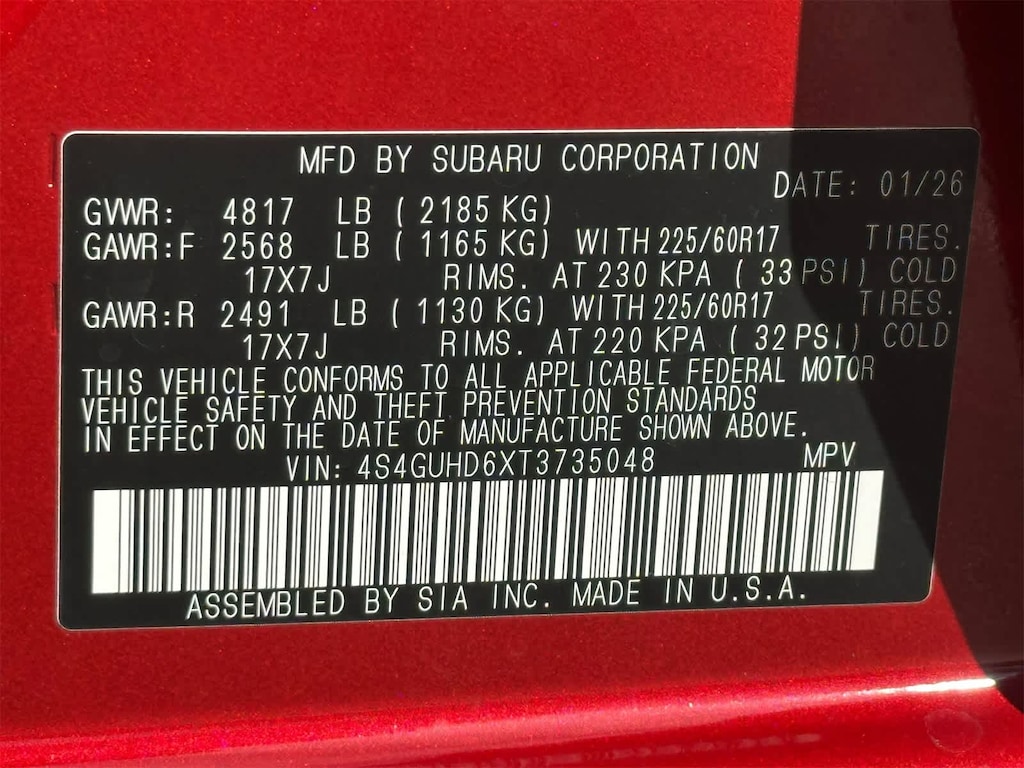 MFD BY SUBARU CORPORATION
DATE: 01/26
GVWR: 4817 LB ( 2185 KG)
GAWR:F 2568 LB ( 1165 KG) WITH 225/60R17 TIRES.
17X7J RIMS. AT 230 KPA ( 33 PSI) COLD
GAWR:R 2491 LB ( 1130 KG) WITH 225/60R17 TIRES.
17X7J RIMS. AT 220 KPA ( 32 PSI) COLD
THIS VEHICLE CONFORMS TO ALL APPLICABLE FEDERAL MOTOR
VEHICLE SAFETY AND THEFT PREVENTION STANDARDS
IN EFFECT ON THE DATE OF MANUFACTURE SHOWN ABOVE.
VIN: 4S4GUHD6XT3735048 MPV
ASSEMBLED BY SIA INC. MADE IN U.S.A.